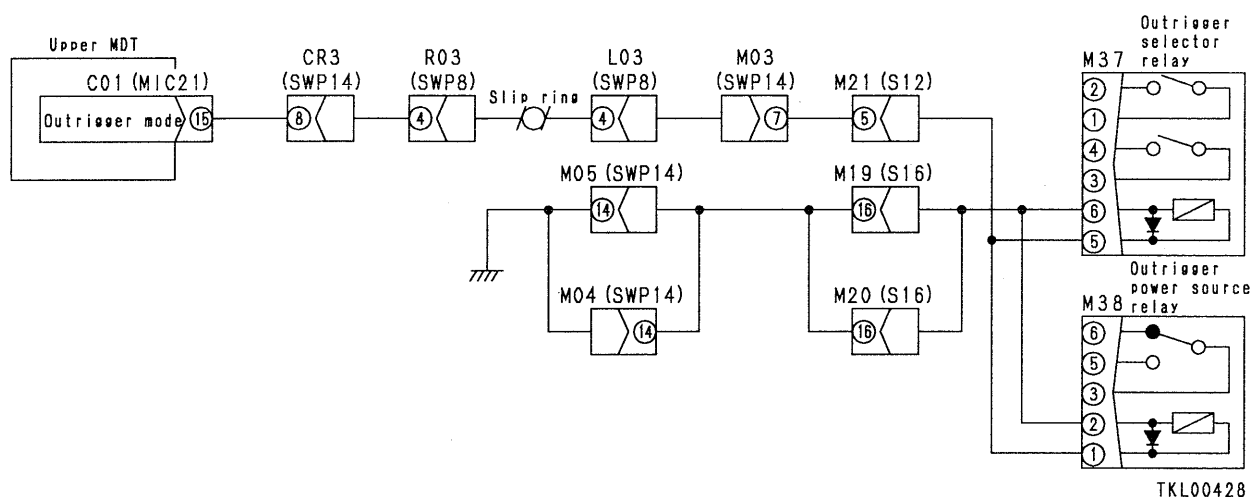 Upper MDT
C01 (MIC21)
Outrigger mode
15
CR3
(SWP14)
8
R03
(SWP8)
4
Slip ring
L03
(SWP8)
4
M03
(SWP14)
7
M21 (S12)
5
M05 (SWP14)
14
M04 (SWP14)
14
M19 (S16)
16
M20 (S16)
16
Outrigger
selector
relay
M37
2
1
4
3
6
5
Outrigger
power source
relay
M38
6
5
3
2
1
TKL00428